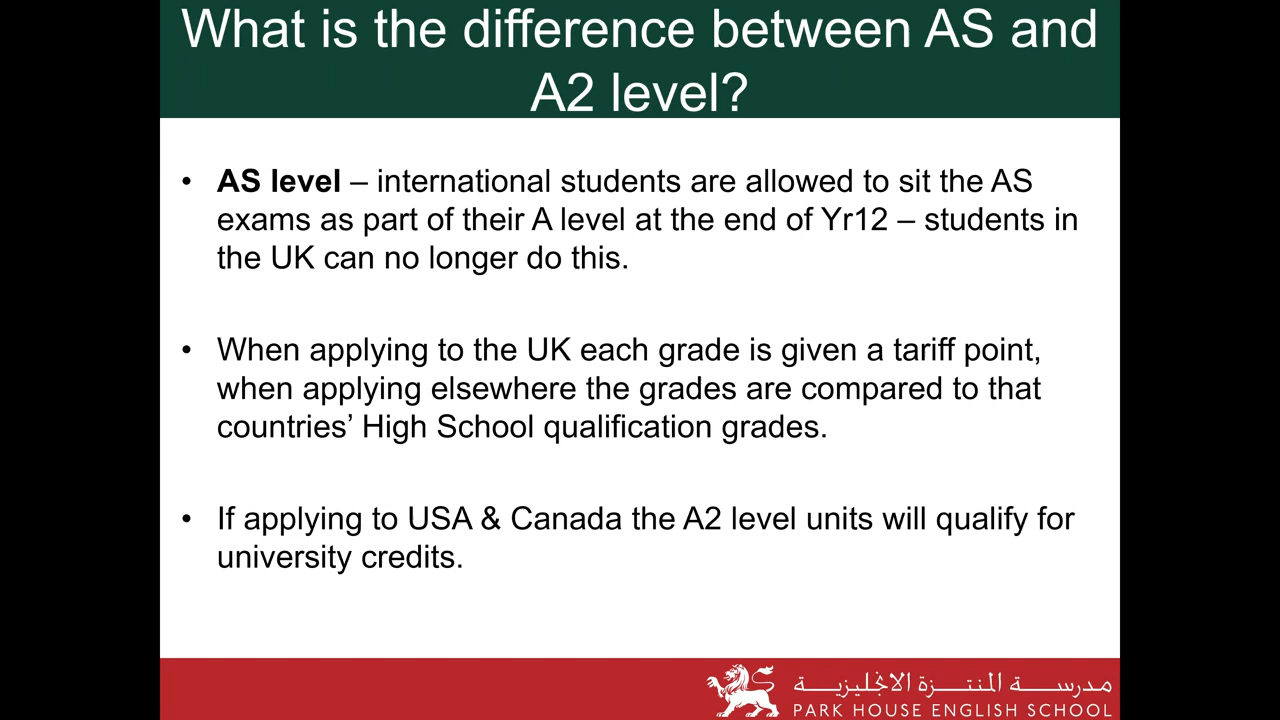 What is the difference between AS and
A2 level?
• AS level – international students are allowed to sit the AS
exams as part of their A level at the end of Yr12 – students in
the UK can no longer do this.
• When applying to the UK each grade is given a tariff point,
when applying elsewhere the grades are compared to that
countries’ High School qualification grades.
• If applying to USA & Canada the A2 level units will qualify for
university credits.
مدرسة المنتزة الانجليزية
PARK HOUSE ENGLISH SCHOOL